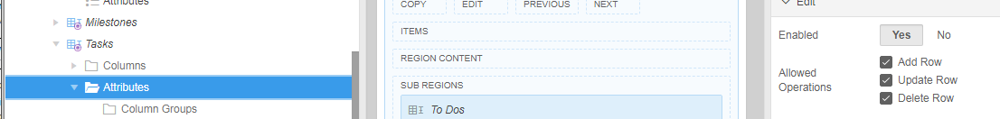 Attributes
Milestones
Tasks
Columns
Attributes
Column Groups
COPY EDIT PREVIOUS NEXT
ITEMS
REGION CONTENT
SUB REGIONS
To Dos
Edit
Enabled Yes No
Allowed Operations
Add Row
Update Row
Delete Row